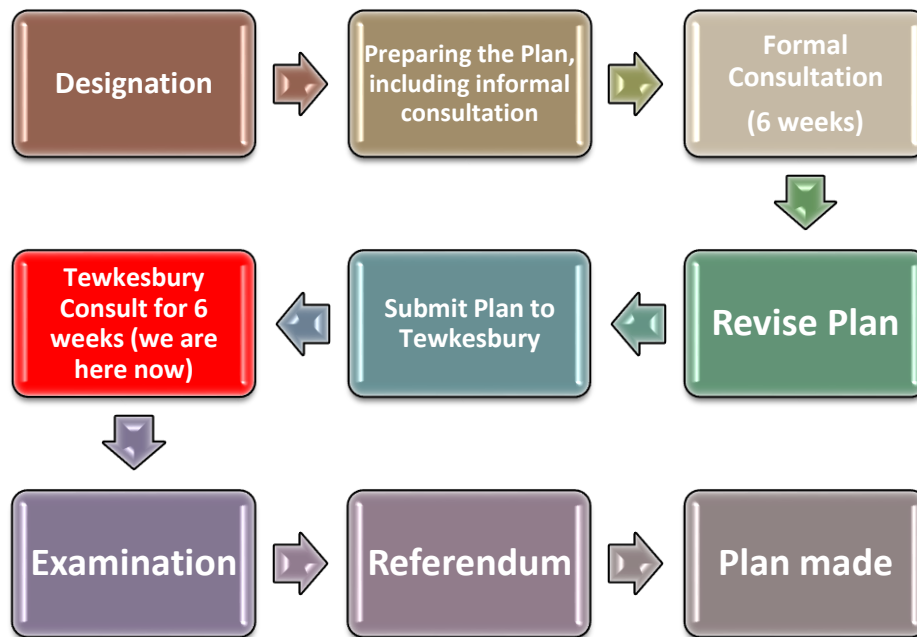 Designation
Preparing the Plan,
including informal
consultation
Formal
Consultation
(6 weeks)
Revise Plan
Submit Plan to
Tewkesbury
Tewkesbury
Consult for 6
weeks (we are
here now)
Examination
Referendum
Plan made